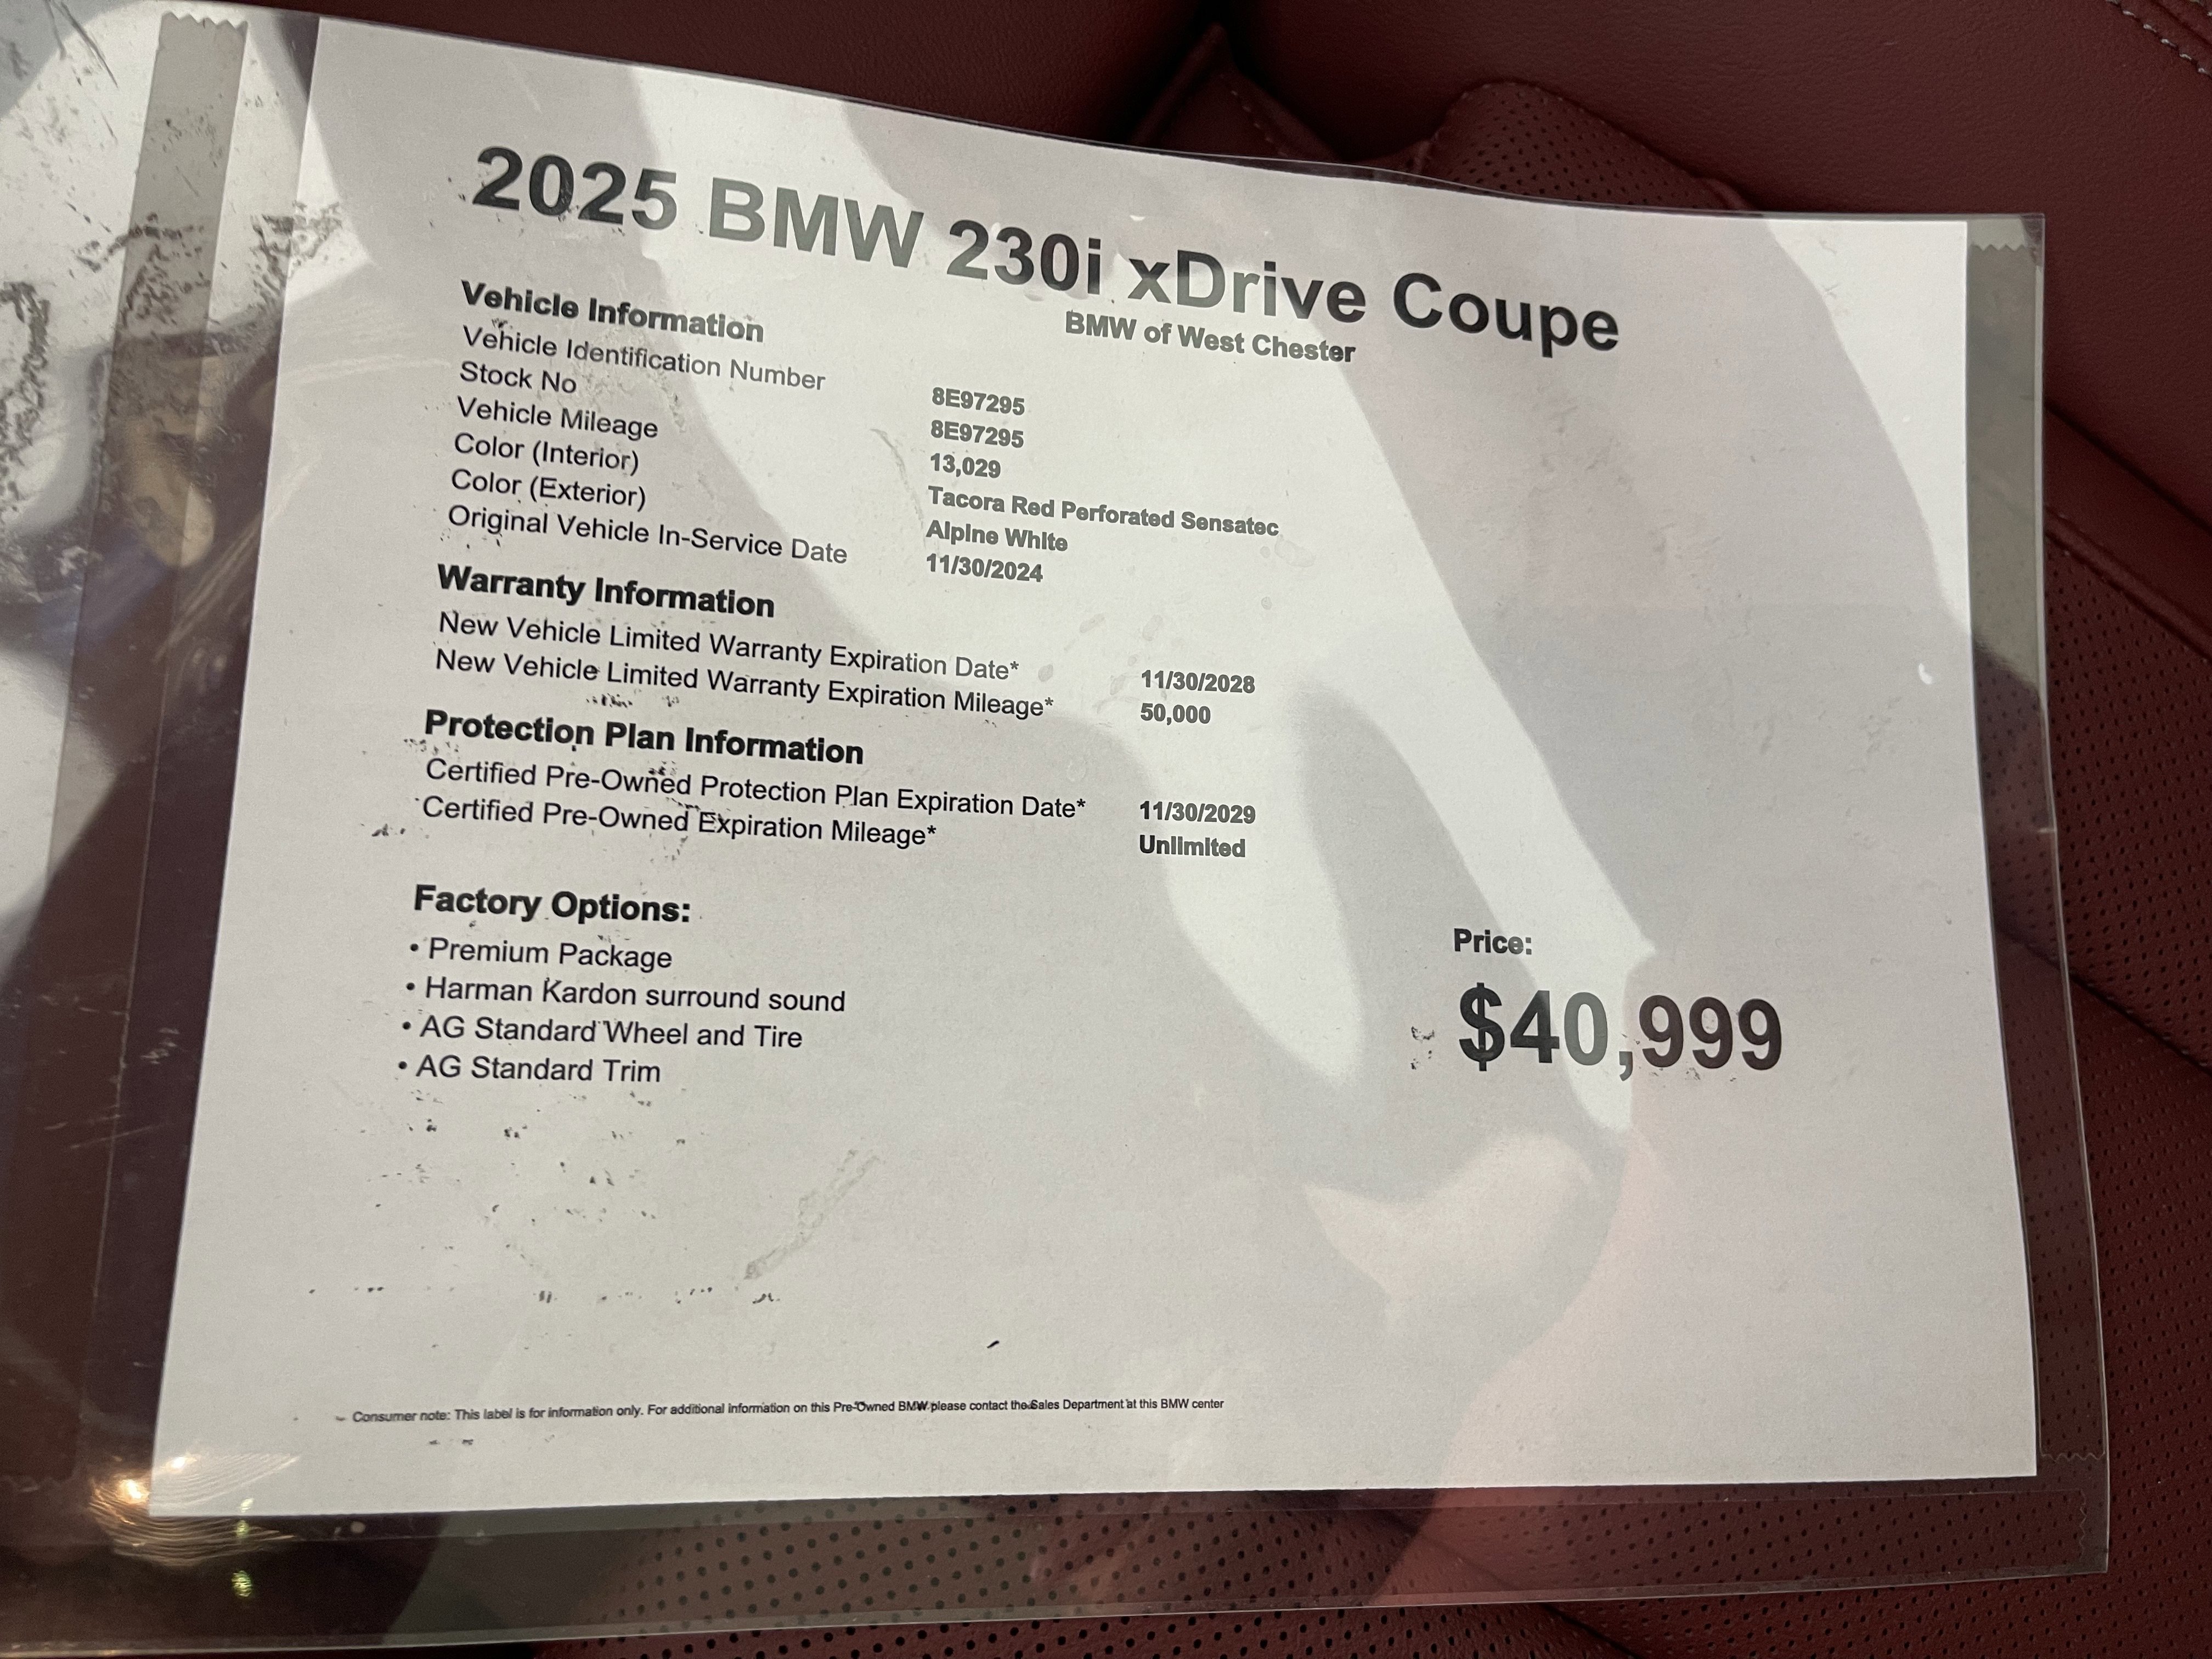 2025 BMW 230i xDrive Coupe
BMW of West Chester
Vehicle Information
Vehicle Identification Number 8E97295
Stock No 8E97295
Vehicle Mileage 13,029
Color (Interior) Tacora Red Perforated Sensatec
Color (Exterior) Alpine White
Original Vehicle In-Service Date 11/30/2024
Warranty Information
New Vehicle Limited Warranty Expiration Date* 11/30/2028
New Vehicle Limited Warranty Expiration Mileage* 50,000
Protection Plan Information
Certified Pre-Owned Protection Plan Expiration Date* 11/30/2029
Certified Pre-Owned Expiration Mileage* Unlimited
Factory Options:
• Premium Package
• Harman Kardon surround sound
• AG Standard Wheel and Tire
• AG Standard Trim
Price:
$40,999
Consumer note: This label is for information only. For additional information on this Pre-Owned BMW please contact the Sales Department at this BMW center